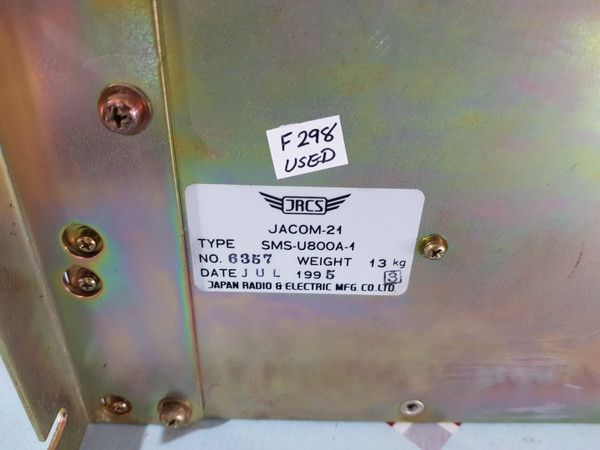 F298
USED
JRCS
JACOM-21
TYPE SMS-U800A-1
NO. 6357 WEIGHT 13 kg
DATE JUL 1995 3
JAPAN RADIO & ELECTRIC MFG. CO. LTD.